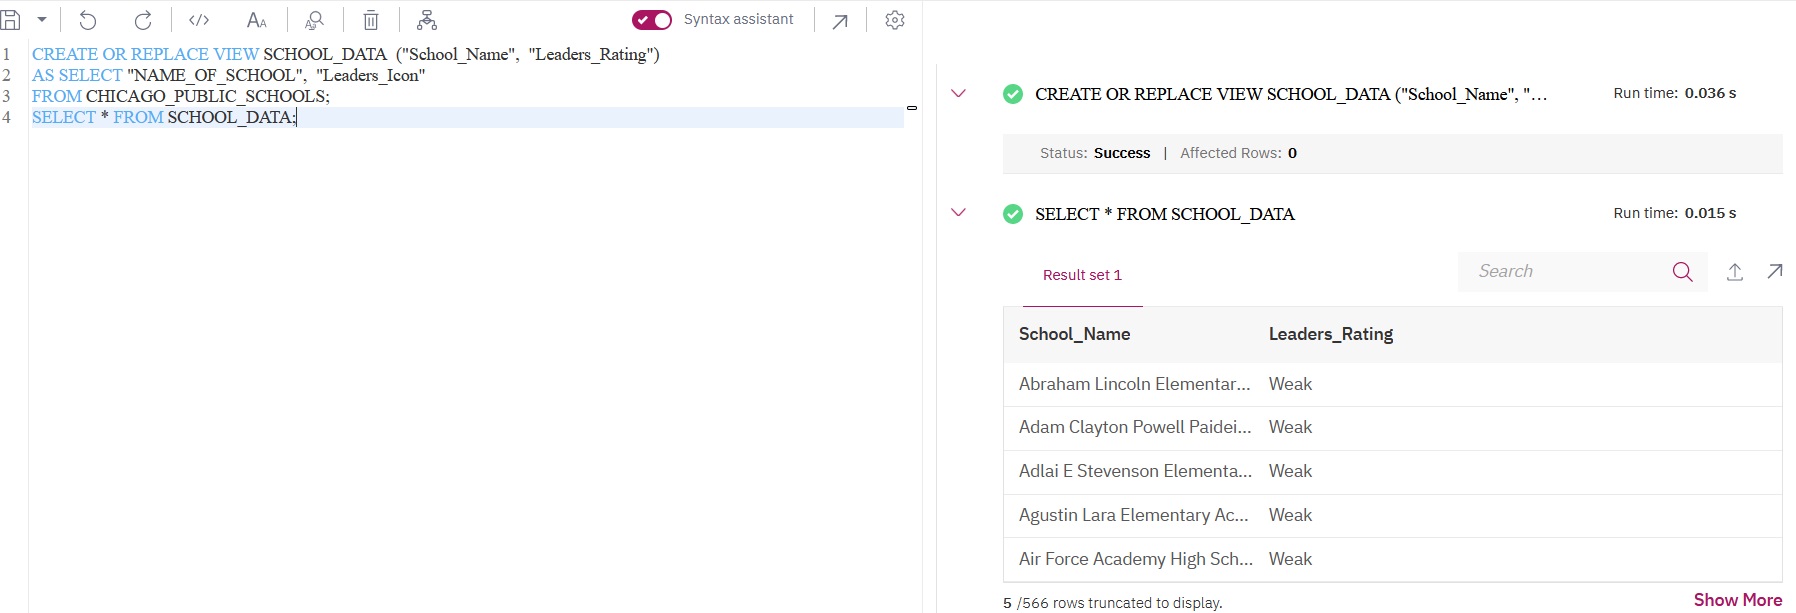 Syntax assistant
1 CREATE OR REPLACE VIEW SCHOOL_DATA ("School_Name", "Leaders_Rating")
2 AS SELECT "NAME_OF_SCHOOL", "Leaders_Icon"
3 FROM CHICAGO_PUBLIC_SCHOOLS;
4 SELECT * FROM SCHOOL_DATA;
CREATE OR REPLACE VIEW SCHOOL_DATA ("School_Name", "... Run time: 0.036 s
Status: Success | Affected Rows: 0
SELECT * FROM SCHOOL_DATA Run time: 0.015 s
Result set 1 Search
School_Name Leaders_Rating
Abraham Lincoln Elementar... Weak
Adam Clayton Powell Paidei... Weak
Adlai E Stevenson Elementa... Weak
Agustin Lara Elementary Ac... Weak
Air Force Academy High Sch... Weak
5 /566 rows truncated to display. Show More